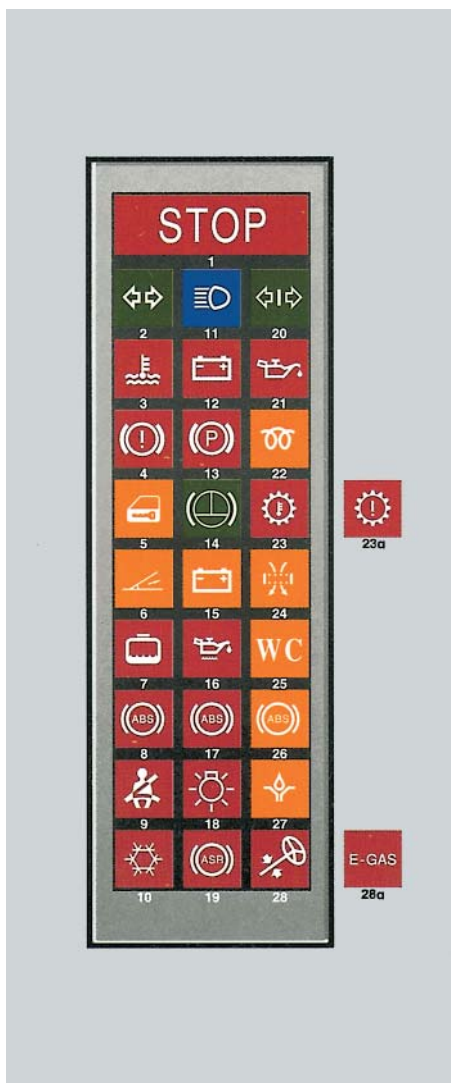 STOP
1
2 11 20
3 12 21
P
4 13 22
5 14 23 23a
6 15 24
WC
7 16 25
ABS ABS ABS
8 17 26
9 18 27
ASR E-GAS
10 19 28 28a